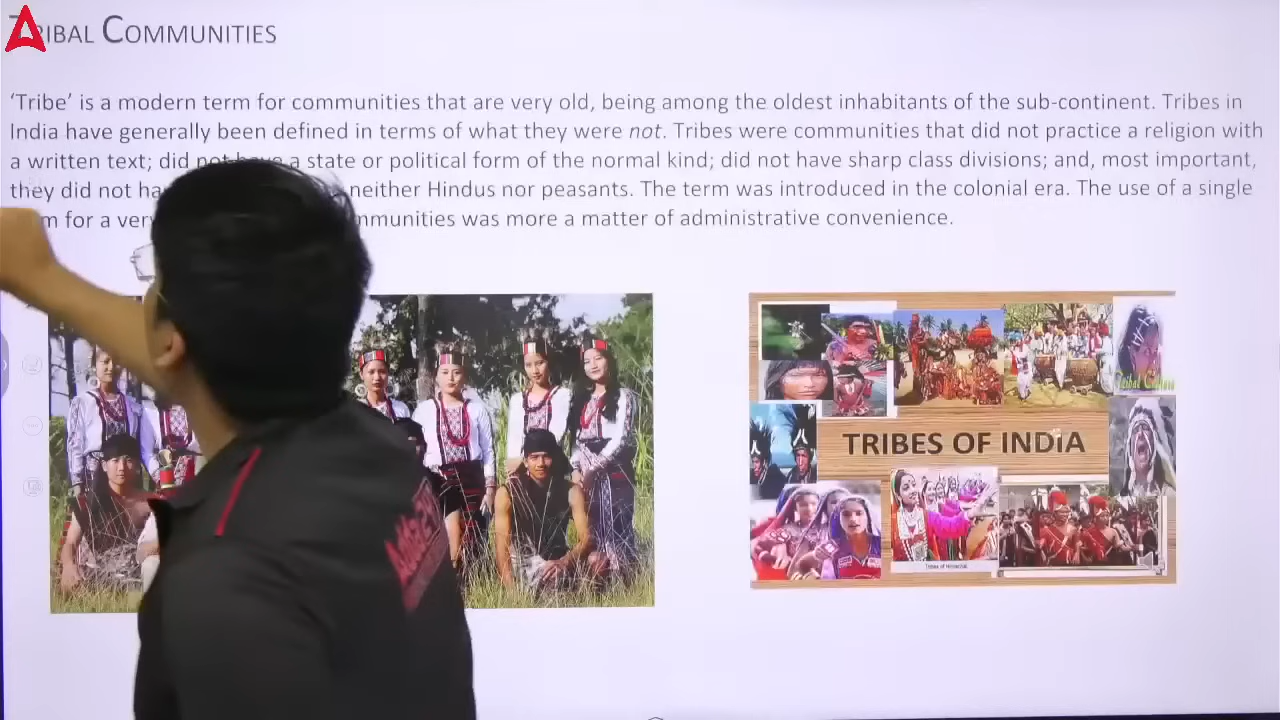 TRIBAL COMMUNITIES
‘Tribe’ is a modern term for communities that are very old, being among the oldest inhabitants of the sub-continent. Tribes in
India have generally been defined in terms of what they were not. Tribes were communities that did not practice a religion with
a written text; did not have a state or political form of the normal kind; did not have sharp class divisions; and, most important,
they did not neither Hindus nor peasants. The term was introduced in the colonial era. The use of a single
for a communities was more a matter of administrative convenience.
TRIBES OF INDiA